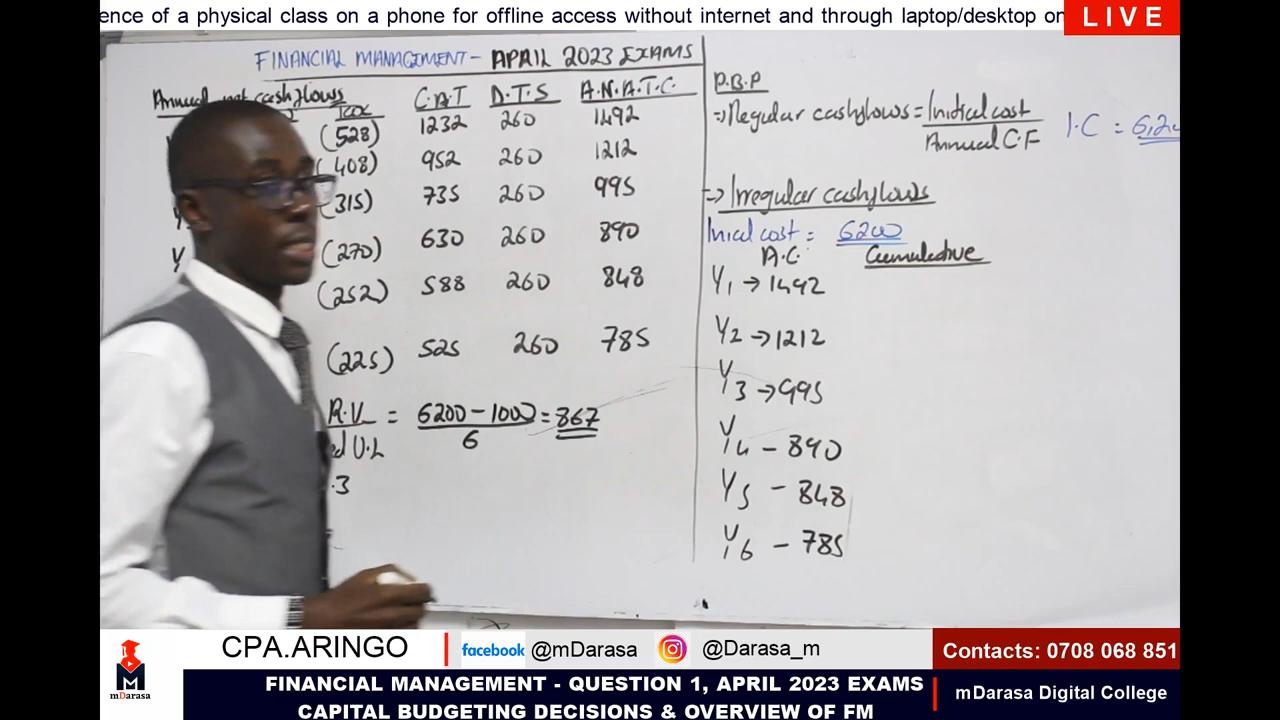 ence of a physical class on a phone for offline access without internet and through laptop/desktop on
LIVE
FINANCIAL MANAGEMENT - APRIL 2023 EXAMS
Annual net cashflows
Tax C.A.T D.T.S A.N.A.T.C.
(528) 1232 260 1492
(408) 952 260 1212
(315) 735 260 995
(270) 630 260 890
(252) 588 260 848
(225) 525 260 785
R.V = 6200 - 1000 = 867
ed U.L 6
.3
P.B.P
=> Regular cashflows = Initial cost
Annual C.F
I.C = 6,20
-> Irregular cashflows
Inical cost = 6200
A.C. Cumulative
Y1 -> 1492
Y2 -> 1212
Y3 -> 995
Y4 - 890
Y5 - 848
Y6 - 785
CPA.ARINGO
facebook @mDarasa
@Darasa_m
Contacts: 0708 068 851
M
mDarasa
FINANCIAL MANAGEMENT - QUESTION 1, APRIL 2023 EXAMS
CAPITAL BUDGETING DECISIONS & OVERVIEW OF FM
mDarasa Digital College